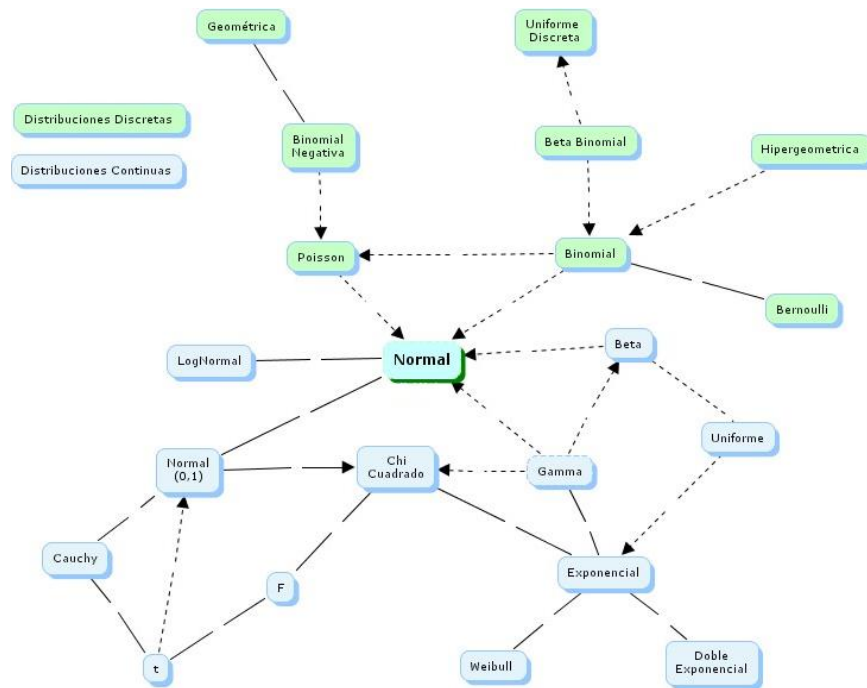 Geométrica
Uniforme
Discreta
Distribuciones Discretas
Binomial
Negativa
Beta Binomial
Hipergeometrica
Distribuciones Continuas
Poisson
Binomial
Bernoulli
LogNormal
Normal
Beta
Uniforme
Normal
(0,1)
Chi
Cuadrado
Gamma
Cauchy
F
Exponencial
t
Weibull
Doble
Exponencial